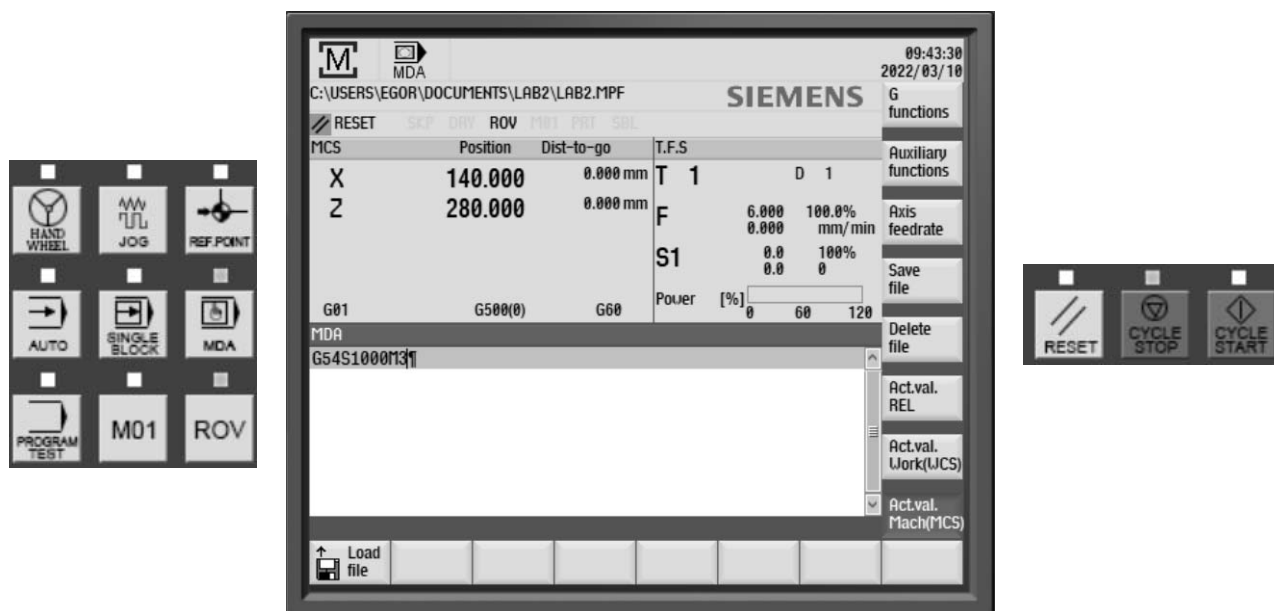 HAND
WHEEL
JOG
REF.POINT
AUTO
SINGLE
BLOCK
MDA
PROGRAM
TEST
M01
ROV
M
MDA
09:43:30
2022/03/10
C:\USERS\EGOR\DOCUMENTS\LAB2\LAB2.MPF
SIEMENS
RESET SKP DRY ROV M01 PRT SBL
MCS Position Dist-to-go T.F.S
X 140.000 0.000 mm T 1 D 1
Z 280.000 0.000 mm
F 6.000 100.0%
0.000 mm/min
S1 0.0 100%
0.0 0
Power [%]
0 60 120
G01 G500(0) G60
MDA
G54S1000M3¶
G
functions
Auxiliary
functions
Axis
feedrate
Save
file
Delete
file
Act.val.
REL
Act.val.
Work(WCS)
Act.val.
Mach(MCS)
Load
file
RESET
CYCLE
STOP
CYCLE
START